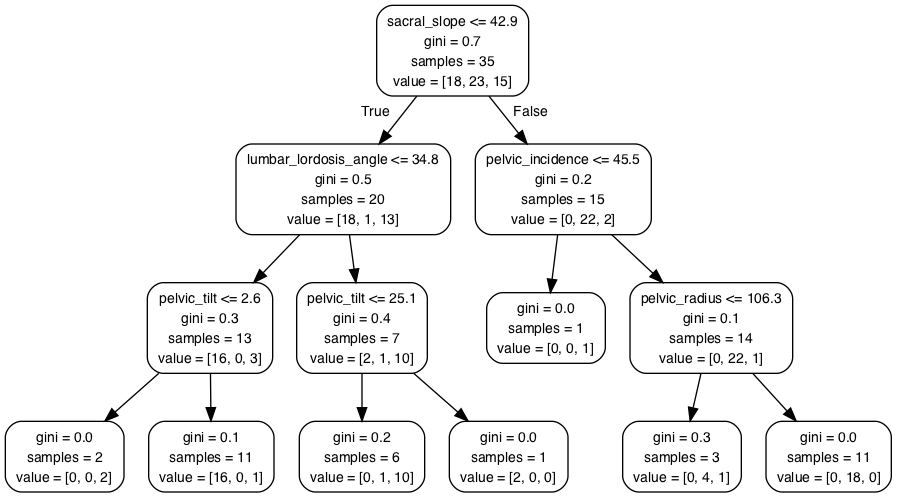 sacral_slope <= 42.9
gini = 0.7
samples = 35
value = [18, 23, 15]
True
False
lumbar_lordosis_angle <= 34.8
gini = 0.5
samples = 20
value = [18, 1, 13]
pelvic_incidence <= 45.5
gini = 0.2
samples = 15
value = [0, 22, 2]
pelvic_tilt <= 2.6
gini = 0.3
samples = 13
value = [16, 0, 3]
pelvic_tilt <= 25.1
gini = 0.4
samples = 7
value = [2, 1, 10]
gini = 0.0
samples = 1
value = [0, 0, 1]
pelvic_radius <= 106.3
gini = 0.1
samples = 14
value = [0, 22, 1]
gini = 0.0
samples = 2
value = [0, 0, 2]
gini = 0.1
samples = 11
value = [16, 0, 1]
gini = 0.2
samples = 6
value = [0, 1, 10]
gini = 0.0
samples = 1
value = [2, 0, 0]
gini = 0.3
samples = 3
value = [0, 4, 1]
gini = 0.0
samples = 11
value = [0, 18, 0]